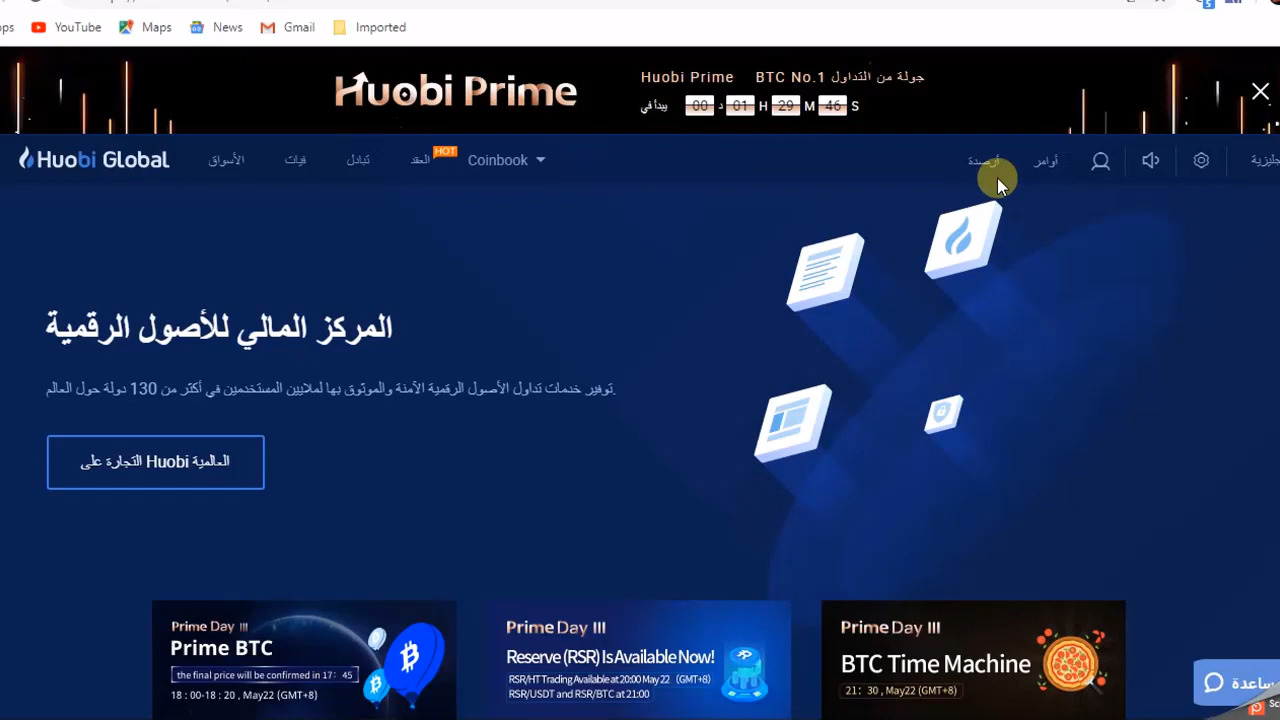 YouTube Maps News Gmail Imported
Huobi Prime
Huobi Prime BTC No.1 جولة من التداول
يبدأ في 00 د 01 H 29 M 46 S
Huobi Global الأسواق فيات تبادل العقد HOT Coinbook أرصدة أوامر
المركز المالي للأصول الرقمية
توفير خدمات تداول الأصول الرقمية الآمنة والموثوق بها لملايين المستخدمين في أكثر من 130 دولة حول العالم.
العالمية Huobi التجارة على
Prime Day III
Prime BTC
the final price will be confirmed in 17: 45
18 : 00-18 : 20 , May22 (GMT+8)
Prime Day III
Reserve (RSR) Is Available Now!
RSR/HT Trading Available at 20:00 May 22 (GMT+8)
RSR/USDT and RSR/BTC at 21:00
Prime Day III
BTC Time Machine
21: 30 , May22 (GMT+8)